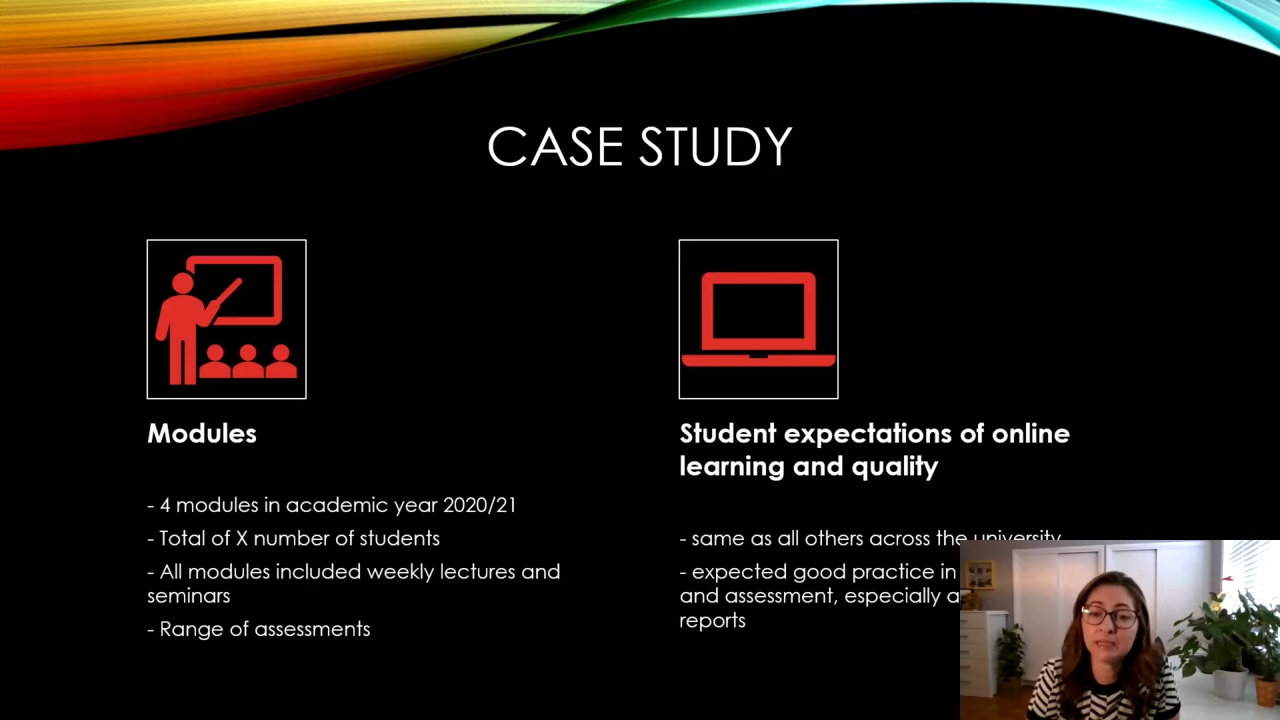 CASE STUDY
Modules
- 4 modules in academic year 2020/21
- Total of X number of students
- All modules included weekly lectures and
seminars
- Range of assessments
Student expectations of online
learning and quality
- same as all others across the university
- expected good practice in
and assessment, especially
reports